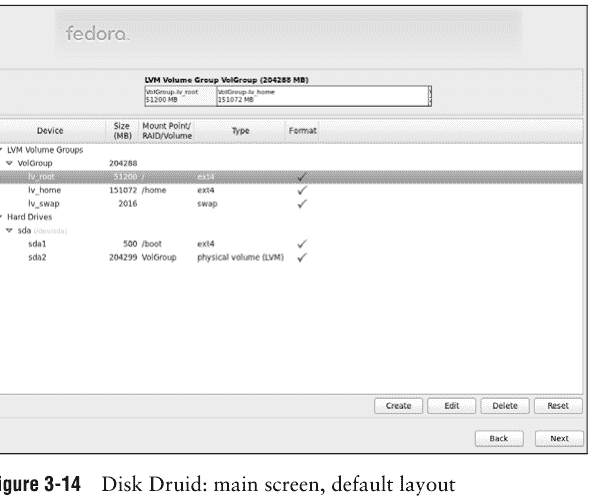 fedora.
LVM Volume Group VolGroup (204288 MB)
VolGroup-lv_root VolGroup-lv_home
51200 MB 151072 MB
Device Size (MB) Mount Point/ RAID/Volume Type Format
LVM Volume Groups
VolGroup 204288
lv_root 51200 / ext4
lv_home 151072 /home ext4
lv_swap 2016 swap
Hard Drives
sda (/dev/sda)
sda1 500 /boot ext4
sda2 204299 VolGroup physical volume (LVM)
Create Edit Delete Reset
Back Next
igure 3-14 Disk Druid: main screen, default layout